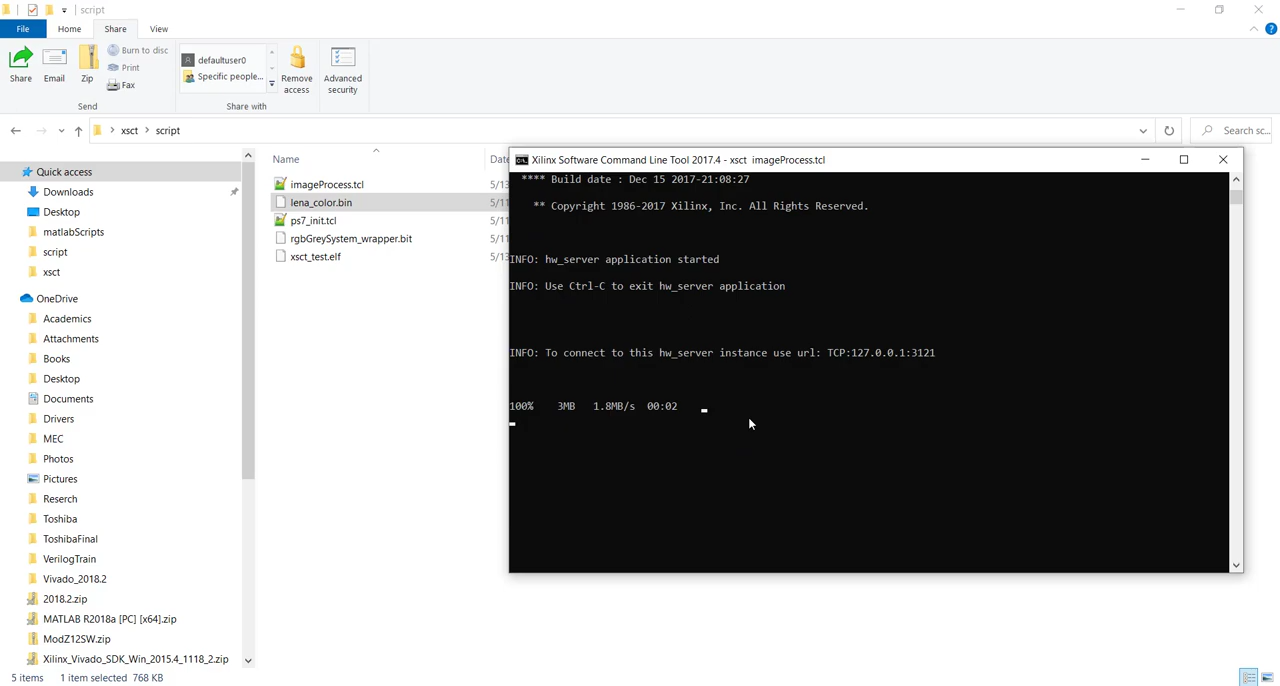 script
File
Home
Share
View
Share
Email
Zip
Burn to disc
Print
Fax
Send
defaultuser0
Specific people...
Share with
Remove access
Advanced security
xsct
script
Search sc...
Quick access
Downloads
Desktop
matlabScripts
script
xsct
OneDrive
Academics
Attachments
Books
Desktop
Documents
Drivers
MEC
Photos
Pictures
Reserch
Toshiba
ToshibaFinal
VerilogTrain
Vivado_2018.2
2018.2.zip
MATLAB R2018a [PC] [x64].zip
ModZ12SW.zip
Xilinx_Vivado_SDK_Win_2015.4_1118_2.zip
Name
Date
imageProcess.tcl 5/13
lena_color.bin 5/11
ps7_init.tcl 5/11
rgbGreySystem_wrapper.bit 5/11
xsct_test.elf 5/13
Xilinx Software Command Line Tool 2017.4 - xsct imageProcess.tcl
**** Build date : Dec 15 2017-21:08:27
** Copyright 1986-2017 Xilinx, Inc. All Rights Reserved.
INFO: hw_server application started
INFO: Use Ctrl-C to exit hw_server application
INFO: To connect to this hw_server instance use url: TCP:127.0.0.1:3121
100% 3MB 1.8MB/s 00:02
5 items 1 item selected 768 KB